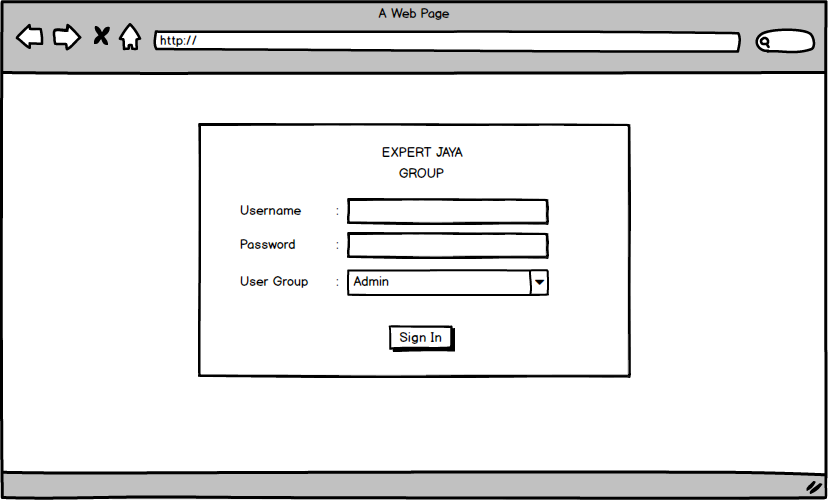 A Web Page
http://
EXPERT JAYA
GROUP
Username :
Password :
User Group : Admin
Sign In